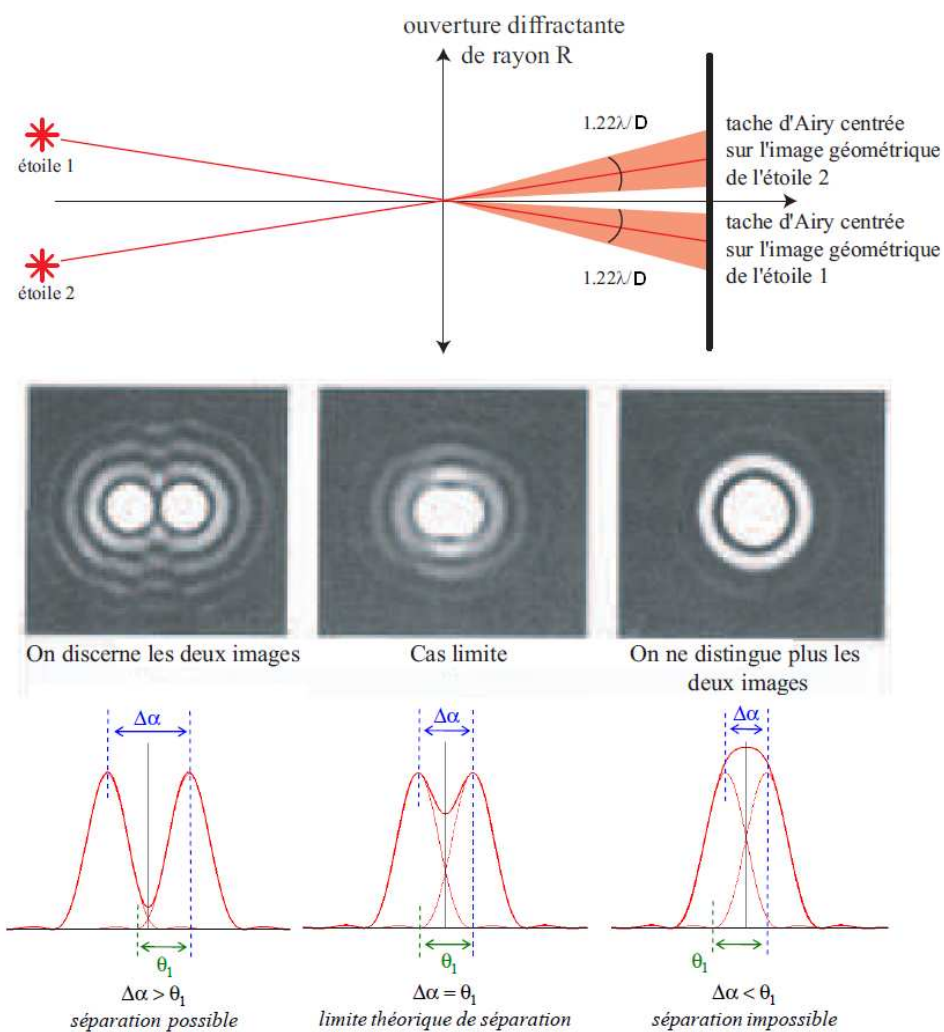 ouverture diffractante
de rayon R
étoile 1
étoile 2
1.22λ/D
1.22λ/D
tache d'Airy centrée
sur l'image géométrique
de l'étoile 2
tache d'Airy centrée
sur l'image géométrique
de l'étoile 1
On discerne les deux images
Cas limite
On ne distingue plus les
deux images
Δα
Δα
Δα
θ₁
θ₁
θ₁
Δα > θ₁
séparation possible
Δα = θ₁
limite théorique de séparation
Δα < θ₁
séparation impossible